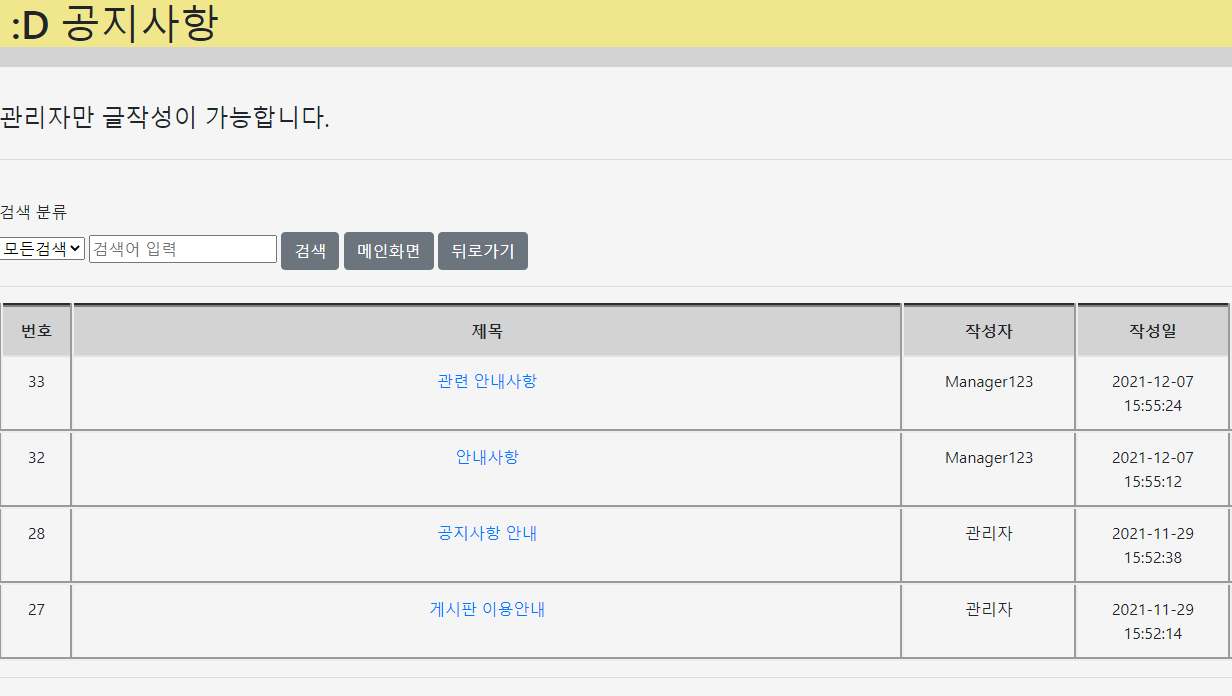 :D 공지사항
관리자만 글작성이 가능합니다.
검색 분류
모든검색 검색어 입력 검색 메인화면 뒤로가기
번호 제목 작성자 작성일
33 관련 안내사항 Manager123 2021-12-07
15:55:24
32 안내사항 Manager123 2021-12-07
15:55:12
28 공지사항 안내 관리자 2021-11-29
15:52:38
27 게시판 이용안내 관리자 2021-11-29
15:52:14